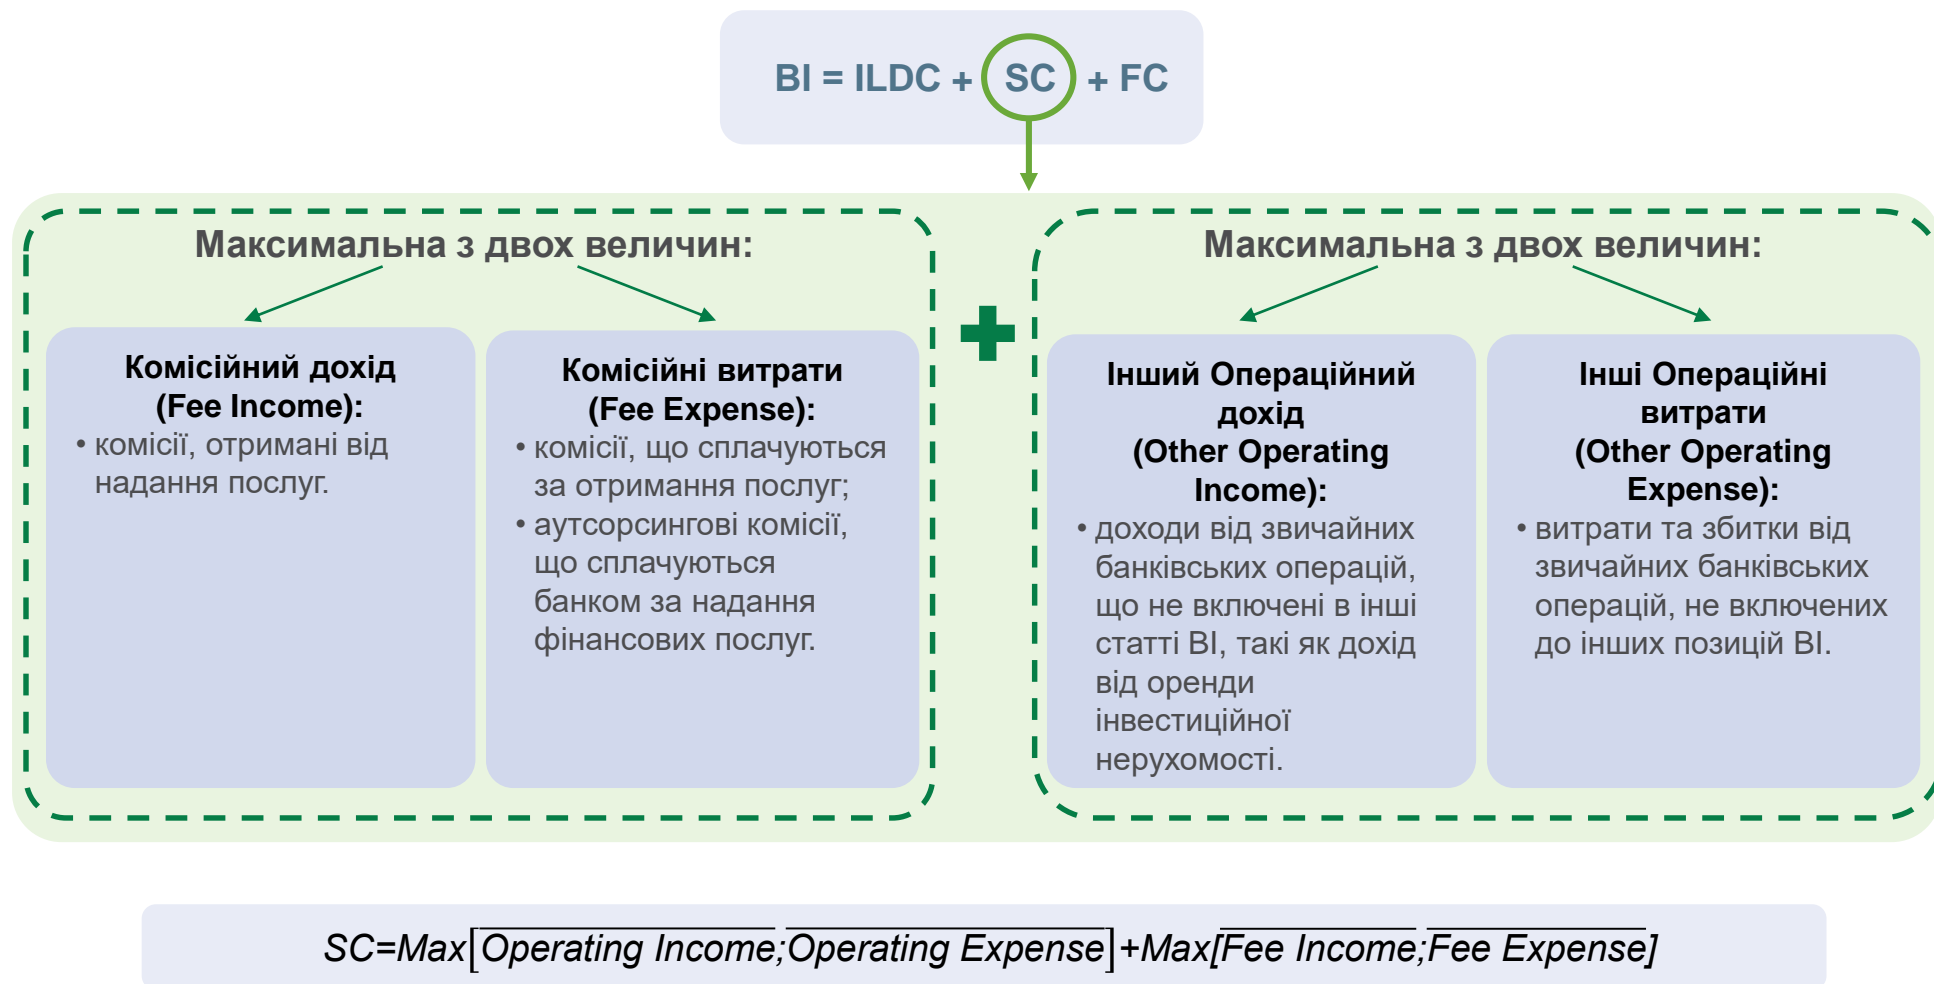 BI = ILDC + SC + FC
Максимальна з двох величин:
Комісійний дохід
(Fee Income):
• комісії, отримані від
надання послуг.
Комісійні витрати
(Fee Expense):
• комісії, що сплачуються
за отримання послуг;
• аутсорсингові комісії,
що сплачуються
банком за надання
фінансових послуг.
Максимальна з двох величин:
Інший Операційний
дохід
(Other Operating
Income):
• доходи від звичайних
банківських операцій,
що не включені в інші
статті BI, такі як дохід
від оренди
інвестиційної
нерухомості.
Інші Операційні
витрати
(Other Operating
Expense):
• витрати та збитки від
звичайних банківських
операцій, не включених
до інших позицій BI.
SC=Max[Operating Income;Operating Expense]+Max[Fee Income;Fee Expense]